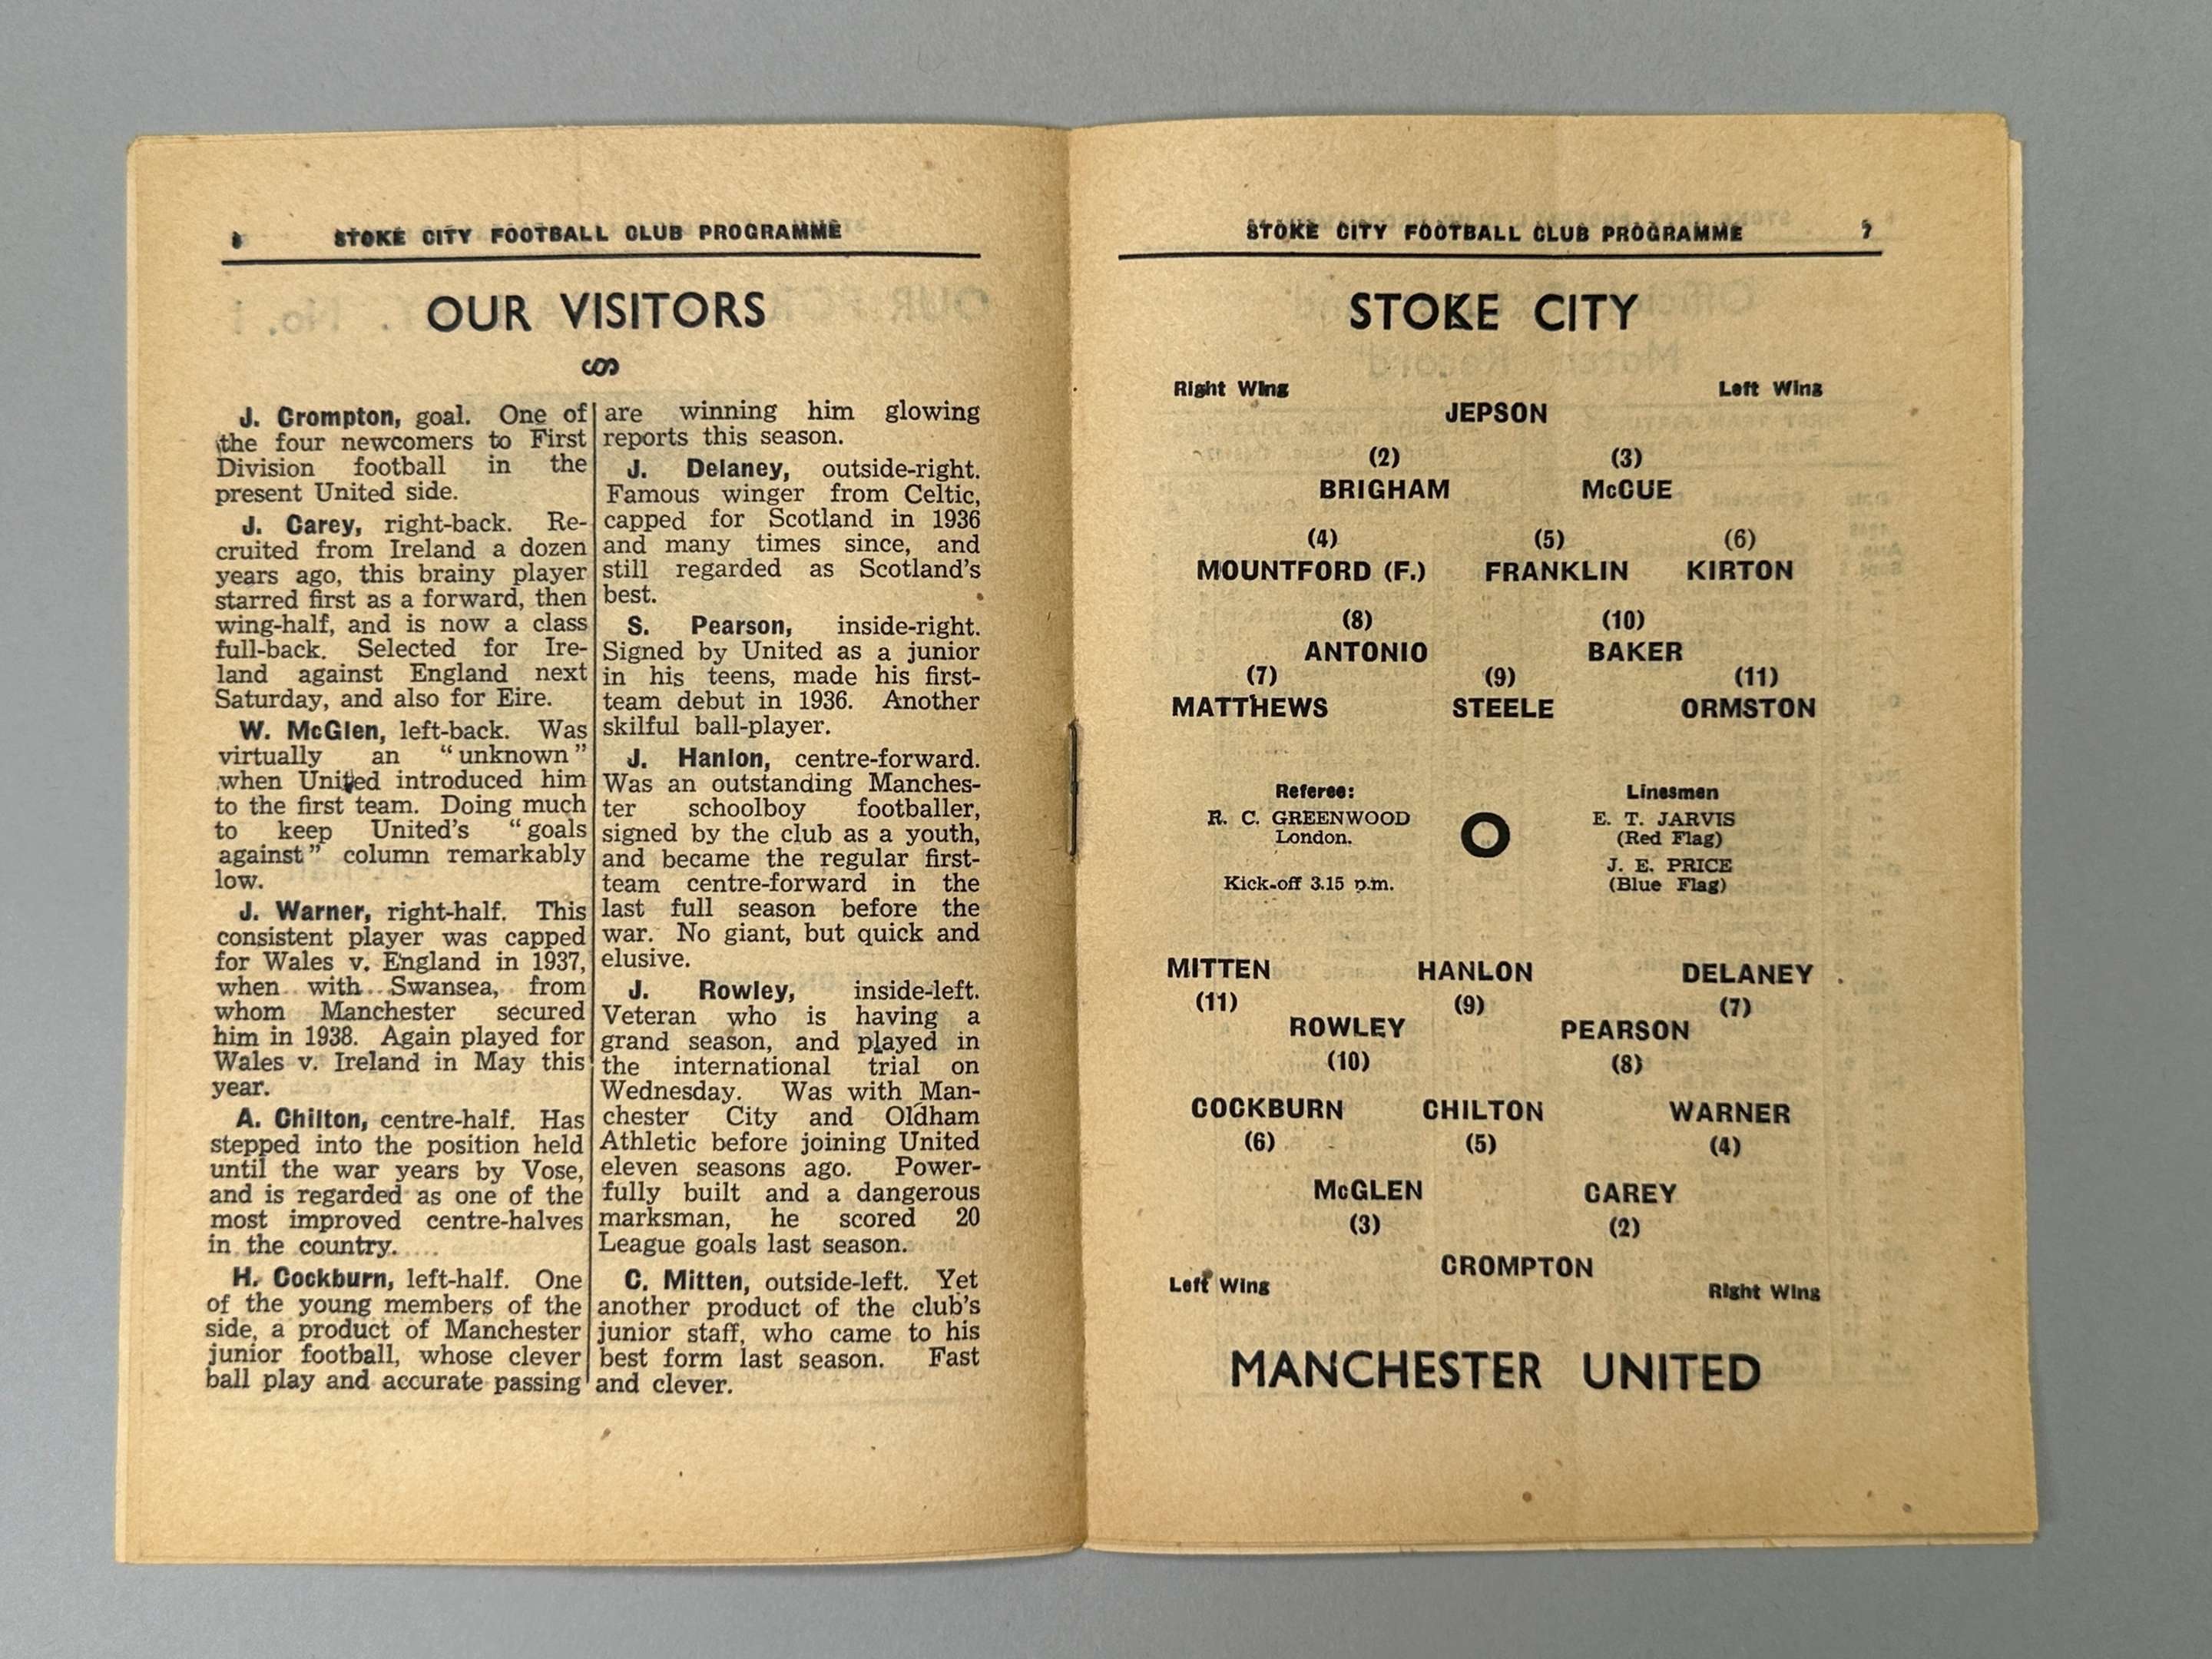 STOKE CITY FOOTBALL CLUB PROGRAMME
OUR VISITORS
J. Crompton, goal. One of
the four newcomers to First
Division football in the
present United side.
J. Carey, right-back. Re-
cruited from Ireland a dozen
years ago, this brainy player
starred first as a forward, then
wing-half, and is now a class
full-back. Selected for Ire-
land against England next
Saturday, and also for Eire.
W. McGlen, left-back. Was
virtually an "unknown"
when United introduced him
to the first team. Doing much
to keep United's "goals
against" column remarkably
low.
J. Warner, right-half. This
consistent player was capped
for Wales v. England in 1937,
when with Swansea, from
whom Manchester secured
him in 1938. Again played for
Wales v. Ireland in May this
year.
A. Chilton, centre-half. Has
stepped into the position held
until the war years by Vose,
and is regarded as one of the
most improved centre-halves
in the country.
H. Cockburn, left-half. One
of the young members of the
side, a product of Manchester
junior football, whose clever
ball play and accurate passing
are winning him glowing
reports this season.
J. Delaney, outside-right.
Famous winger from Celtic,
capped for Scotland in 1936
and many times since, and
still regarded as Scotland's
best.
S. Pearson, inside-right.
Signed by United as a junior
in his teens, made his first-
team debut in 1936. Another
skilful ball-player.
J. Hanlon, centre-forward.
Was an outstanding Manches-
ter schoolboy footballer,
signed by the club as a youth,
and became the regular first-
team centre-forward in the
last full season before the
war. No giant, but quick and
elusive.
J. Rowley, inside-left.
Veteran who is having a
grand season, and played in
the international trial on
Wednesday. Was with Man-
chester City and Oldham
Athletic before joining United
eleven seasons ago. Power-
fully built and a dangerous
marksman, he scored 20
League goals last season.
C. Mitten, outside-left. Yet
another product of the club's
junior staff, who came to his
best form last season. Fast
and clever.
STOKE CITY FOOTBALL CLUB PROGRAMME 7
STOKE CITY
Right Wing Left Wing
JEPSON
(2) (3)
BRIGHAM McCUE
(4) (5) (6)
MOUNTFORD (F.) FRANKLIN KIRTON
(8) (10)
ANTONIO BAKER
(7) (9) (11)
MATTHEWS STEELE ORMSTON
Referee: Linesmen
R. C. GREENWOOD E. T. JARVIS
London. (Red Flag)
O
J. E. PRICE
Kick-off 3.15 p.m. (Blue Flag)
MITTEN HANLON DELANEY
(11) (9) (7)
ROWLEY PEARSON
(10) (8)
COCKBURN CHILTON WARNER
(6) (5) (4)
McGLEN CAREY
(3) (2)
CROMPTON
Left Wing Right Wing
MANCHESTER UNITED